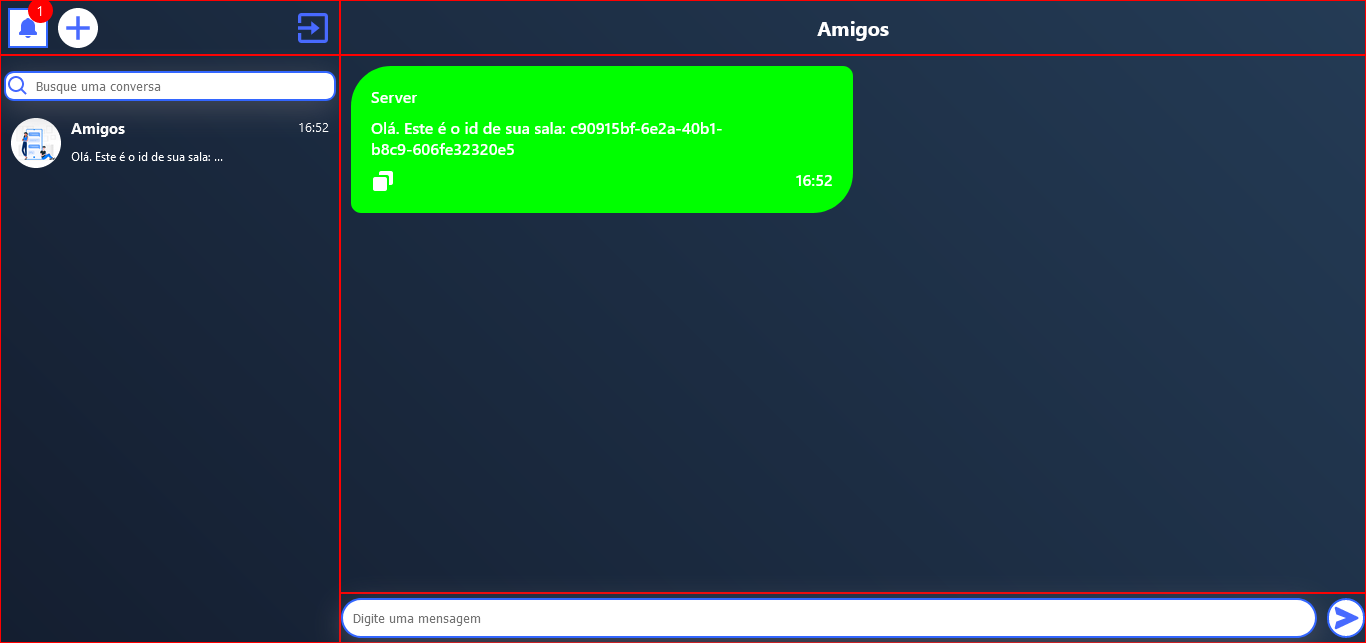 1
Amigos
Busque uma conversa
Amigos
16:52
Olá. Este é o id de sua sala: ...
Server
Olá. Este é o id de sua sala: c90915bf-6e2a-40b1-
b8c9-606fe32320e5
16:52
Digite uma mensagem